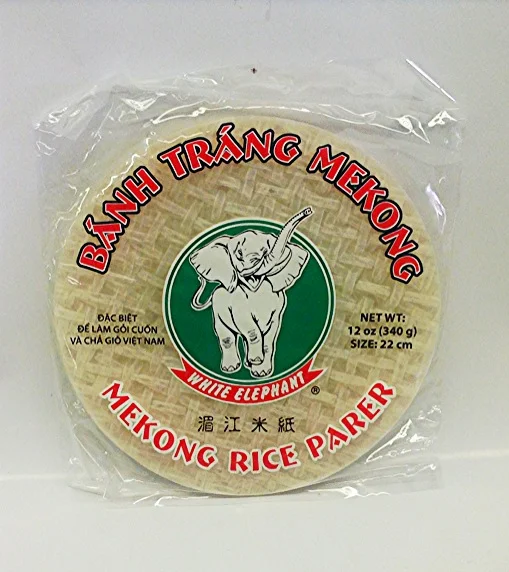 BÁNH TRÁNG MEKONG
ĐẶC BIỆT
ĐỂ LÀM GỎI CUỐN
VÀ CHẢ GIÒ VIỆT NAM
NET WT:
12 oz (340 g)
SIZE: 22 cm
WHITE ELEPHANT ®
湄江米紙
MEKONG RICE PARER